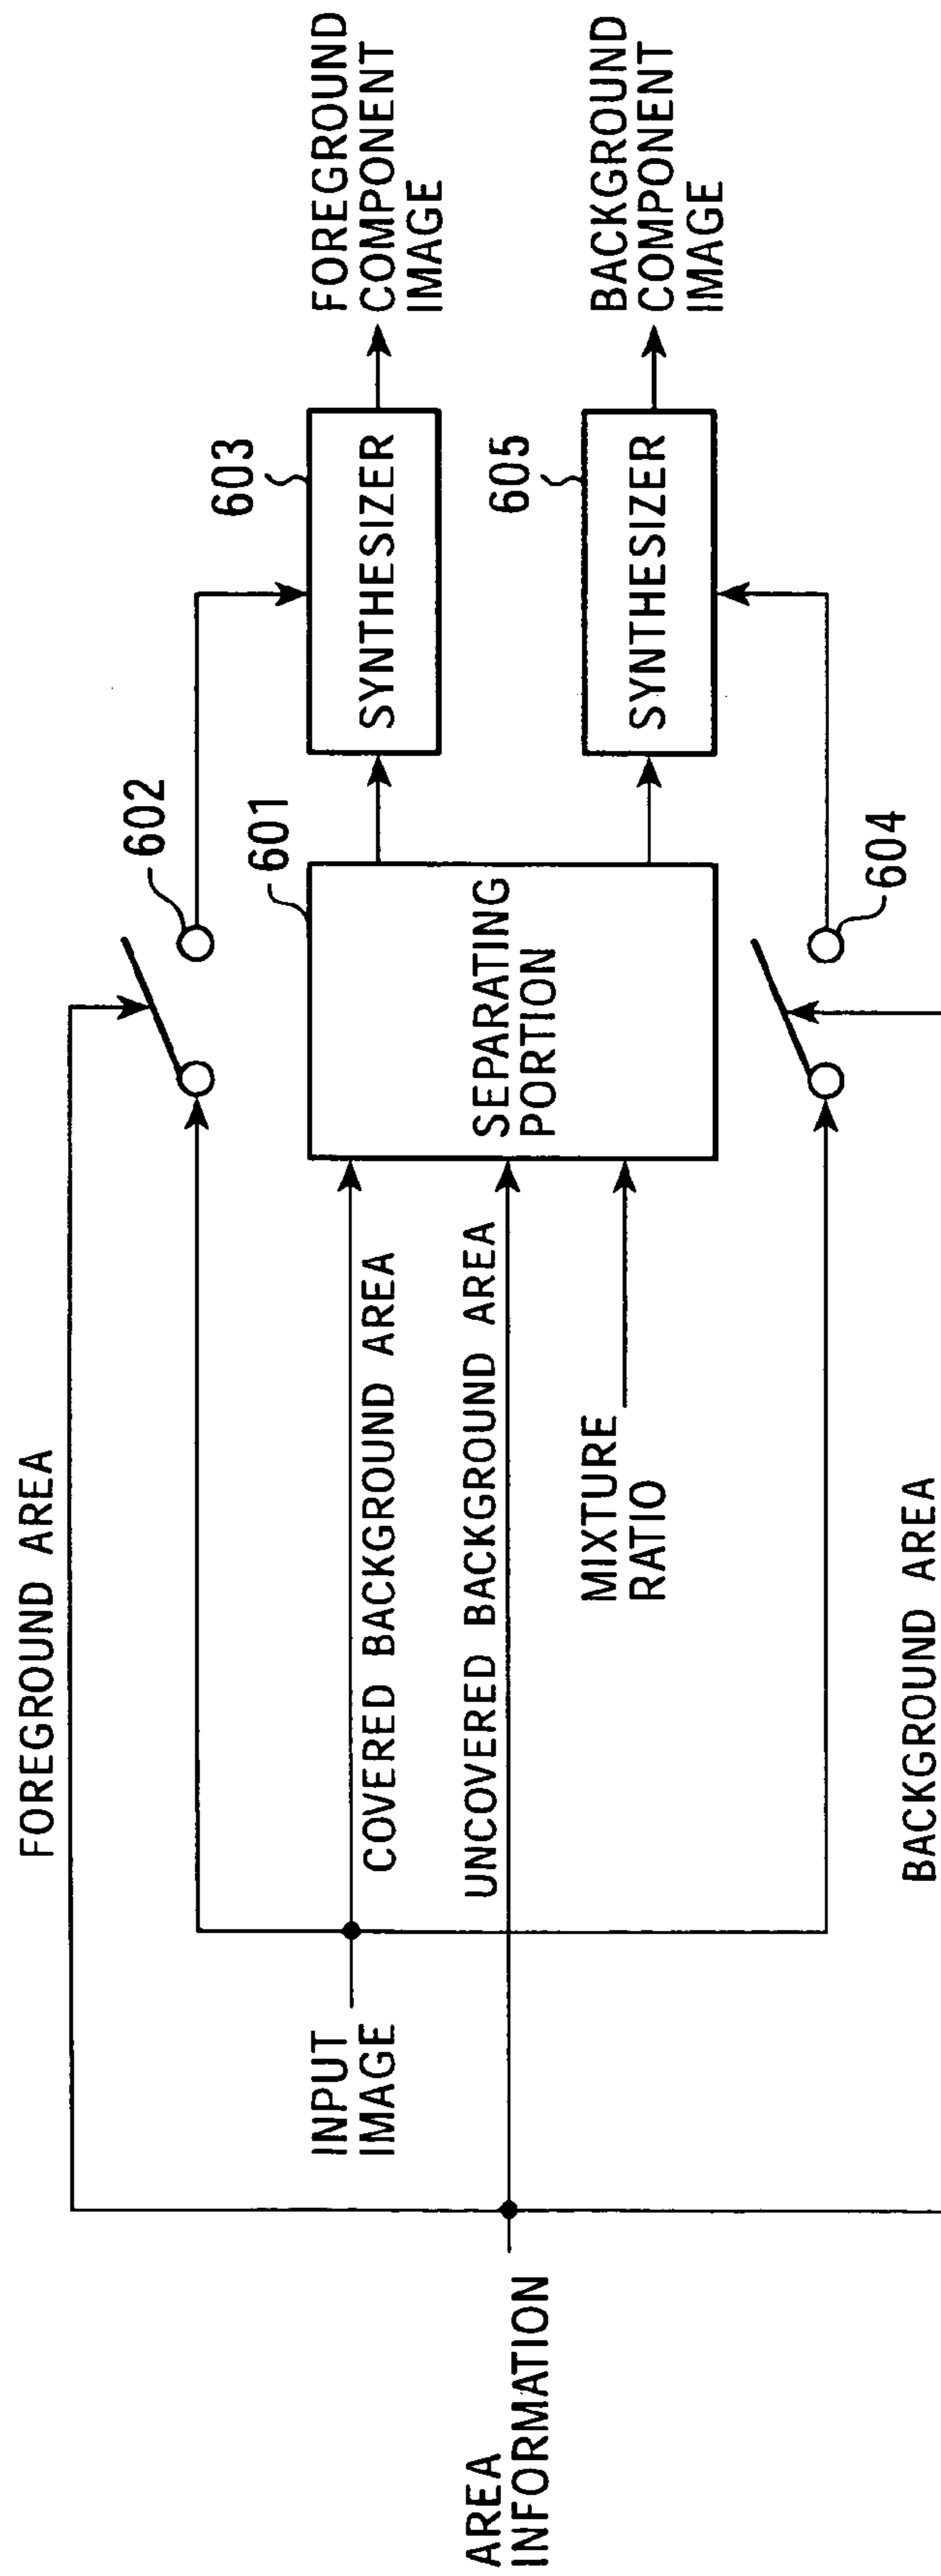 FOREGROUND AREA
602
603
601
FOREGROUND
COMPONENT
IMAGE
SYNTHESIZER
INPUT
IMAGE
COVERED BACKGROUND AREA
UNCOVERED BACKGROUND AREA
SEPARATING
PORTION
605
AREA
INFORMATION
MIXTURE
RATIO
SYNTHESIZER
BACKGROUND
COMPONENT
IMAGE
604
BACKGROUND AREA